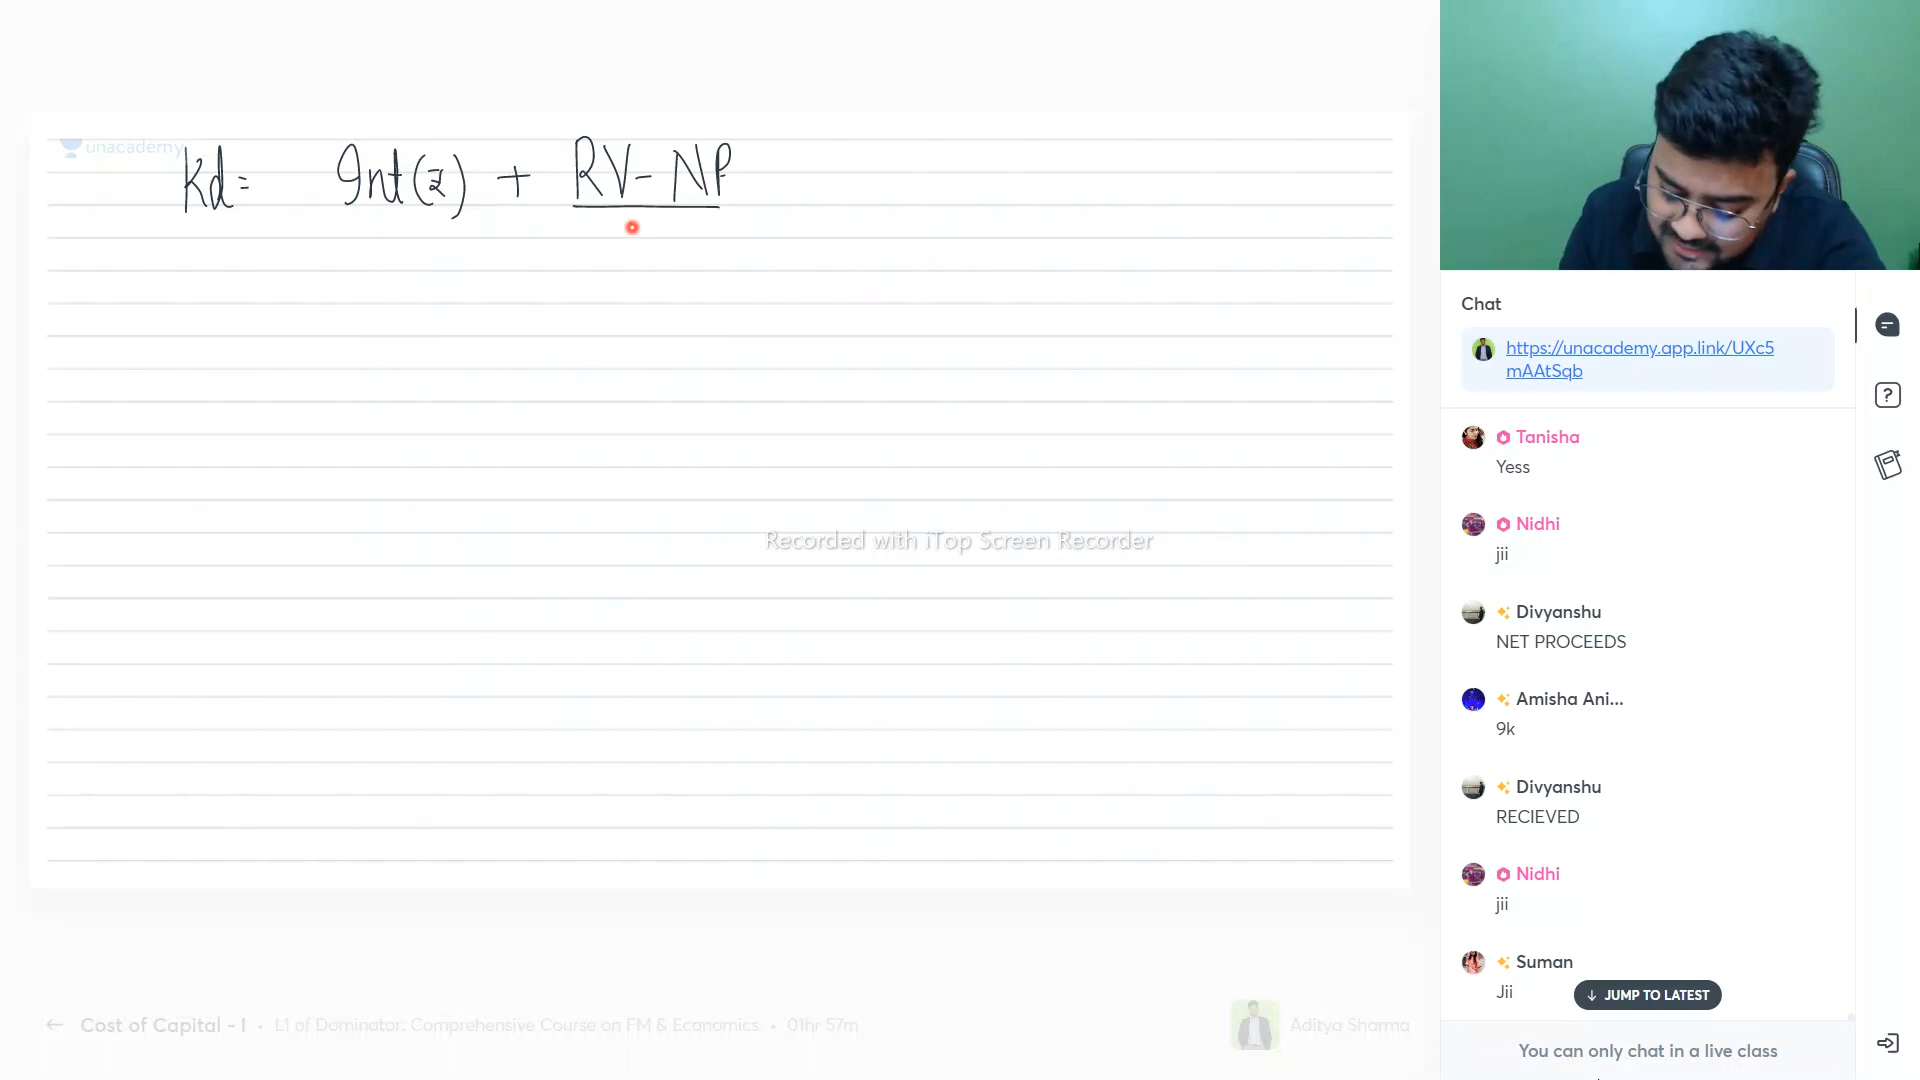 unacademy
Kd = Int(₹) + RV - NP
Recorded with iTop Screen Recorder
Cost of Capital - I • L1 of Dominator: Comprehensive Course on FM & Economics • 01hr 57m
Aditya Sharma
Chat
https://unacademy.app.link/UXc5
mAAtSqb
Tanisha
Yess
Nidhi
jii
Divyanshu
NET PROCEEDS
Amisha Ani...
9k
Divyanshu
RECIEVED
Nidhi
jii
Suman
Jii
JUMP TO LATEST
You can only chat in a live class